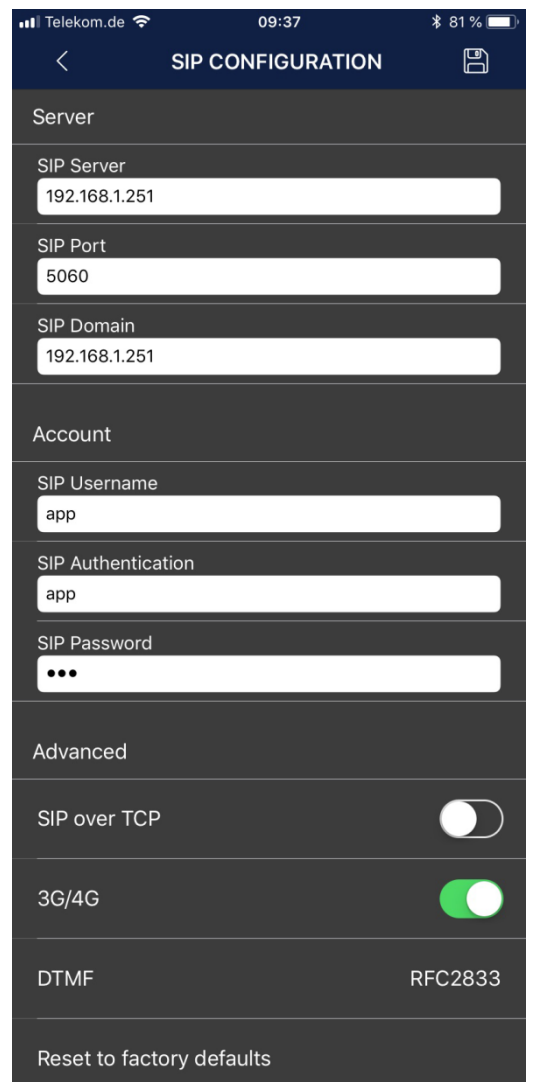 Telekom.de 09:37 81 %
SIP CONFIGURATION
Server
SIP Server
192.168.1.251
SIP Port
5060
SIP Domain
192.168.1.251
Account
SIP Username
app
SIP Authentication
app
SIP Password
•••
Advanced
SIP over TCP
3G/4G
DTMF RFC2833
Reset to factory defaults